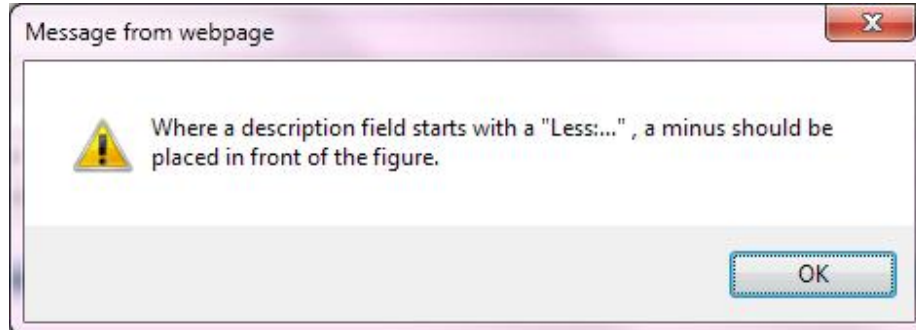 Message from webpage
Where a description field starts with a "Less:..." , a minus should be
placed in front of the figure.
OK